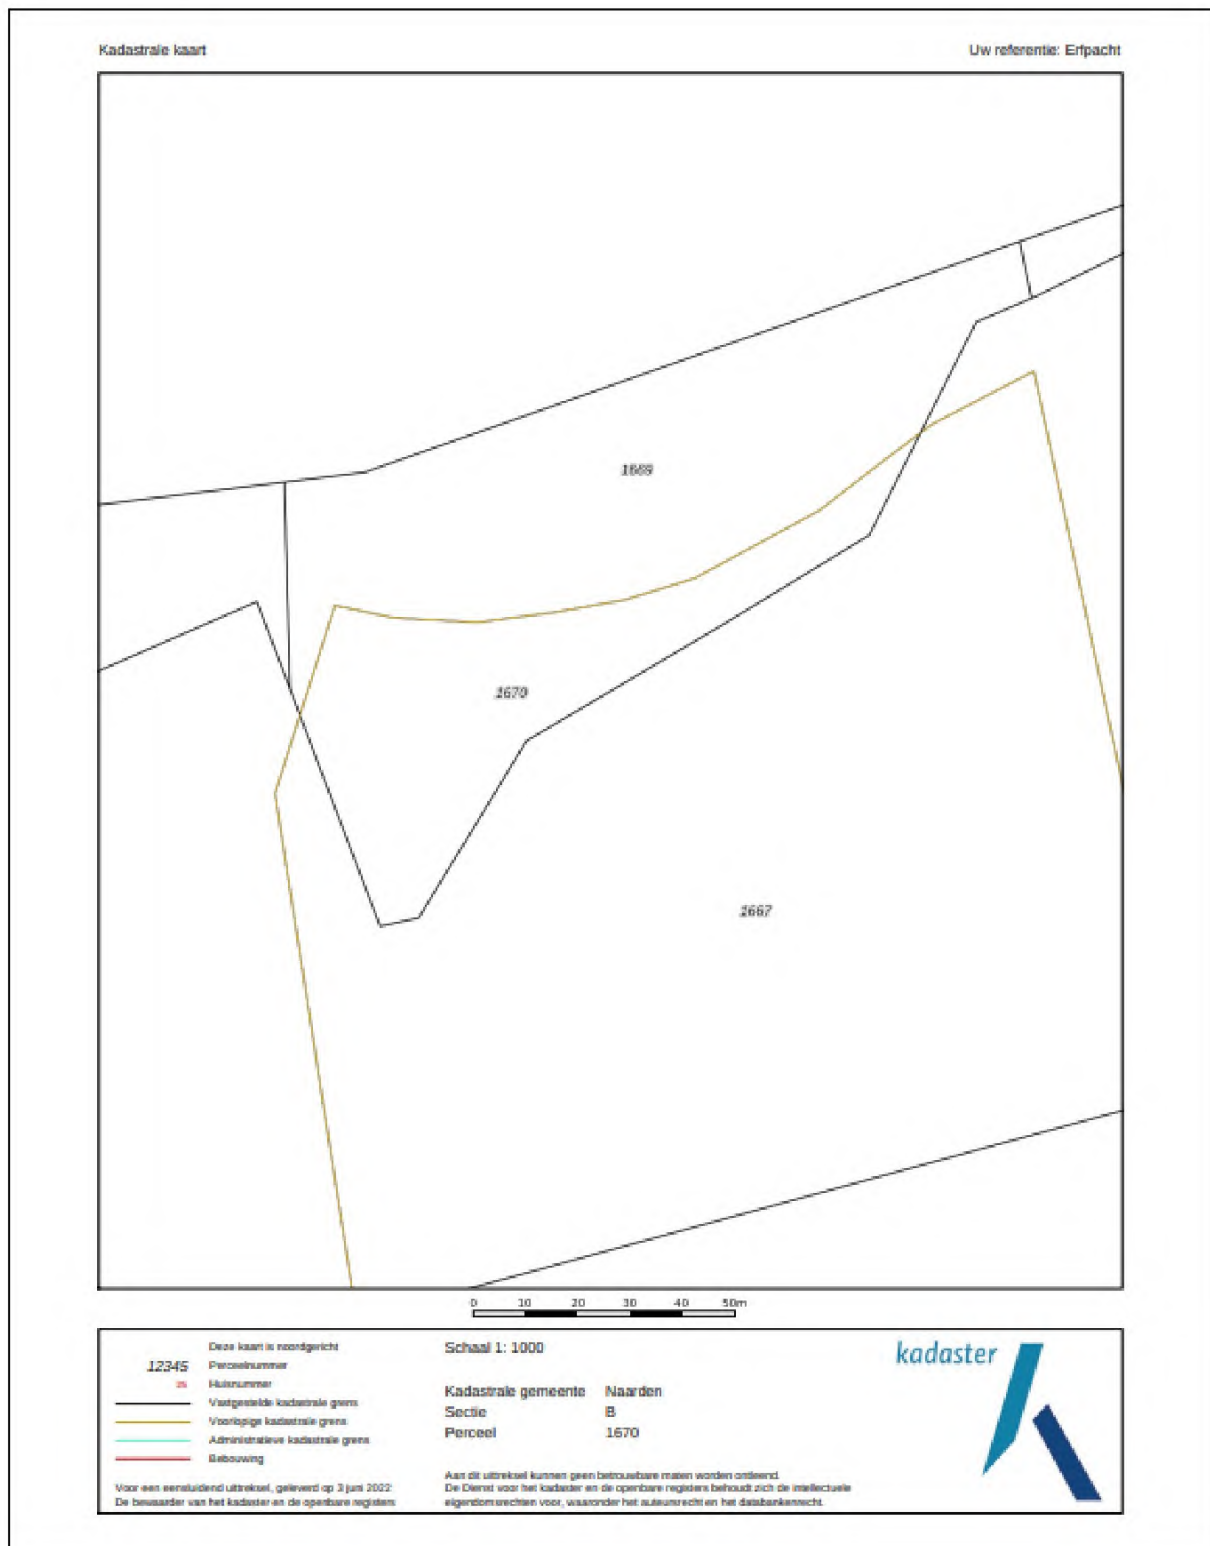 Kadastrale kaart
Uw referentie: Erfpacht
1669
1670
1667
0 10 20 30 40 50m
Deze kaart is noordgericht
12345 Perceelnummer
25 Huisnummer
Vastgestelde kadastrale grens
Voorlopige kadastrale grens
Administratieve kadastrale grens
Bebouwing
Voor een eensluidend uittreksel, geleverd op 3 juni 2022
De bewaarder van het kadaster en de openbare registers
Schaal 1: 1000
Kadastrale gemeente Naarden
Sectie B
Perceel 1670
Aan dit uittreksel kunnen geen betrouwbare maten worden ontleend.
De Dienst voor het kadaster en de openbare registers behoudt zich de intellectuele
eigendomsrechten voor, waaronder het auteursrecht en het databankenrecht.
kadaster